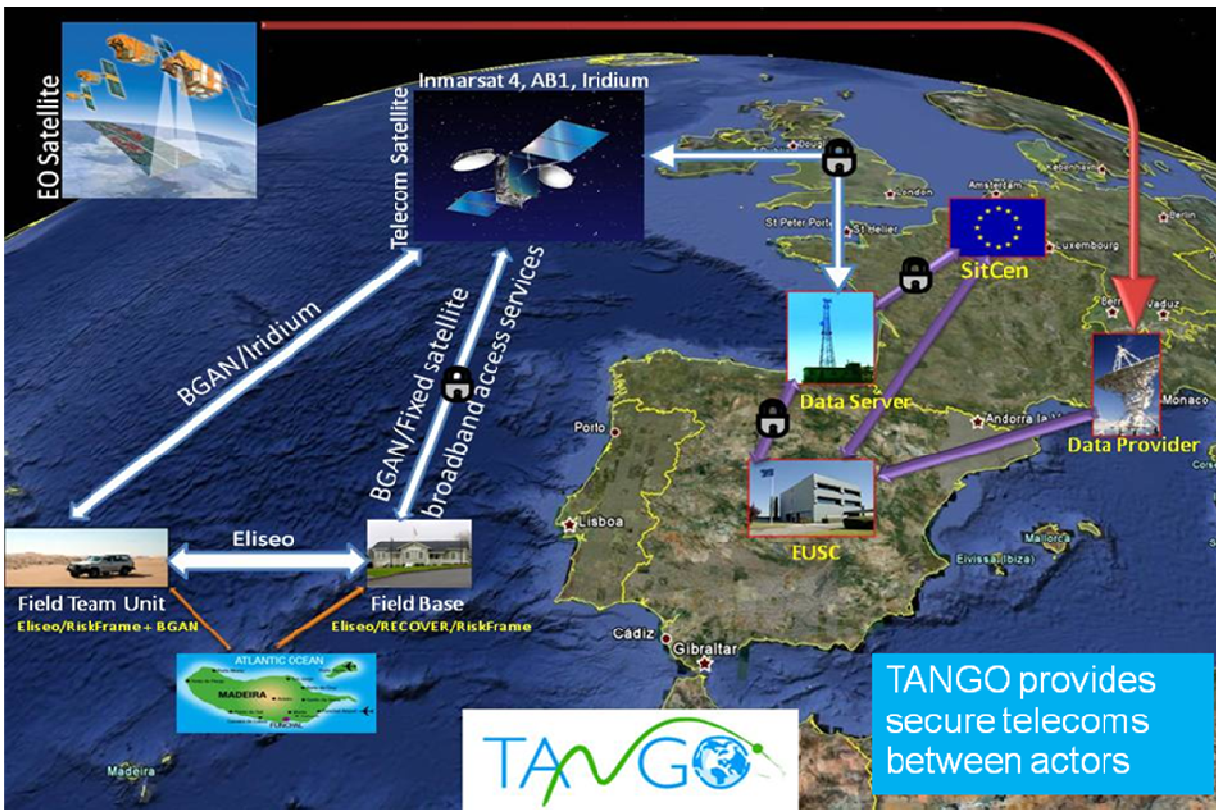 EO Satellite
Inmarsat 4, AB1, Iridium
Telecom Satellite
London
Amsterdam
Berlin
St Peter Port
St Helier
Luxembourg
SitCen
Vaduz
BGAN/Iridium
BGAN/Fixed satellite
broadband access services
Data Server
Data Provider
Monaco
Porto
Lisboa
EUSC
Mallorca
Eivissa (Ibiza)
Eliseo
Field Team Unit
Eliseo/RiskFrame + BGAN
Field Base
Eliseo/RECOVER/RiskFrame
Cádiz
Gibraltar
ATLANTIC OCEAN
MADEIRA
FUNCHAL
Madeira
TANGO
TANGO provides
secure telecoms
between actors